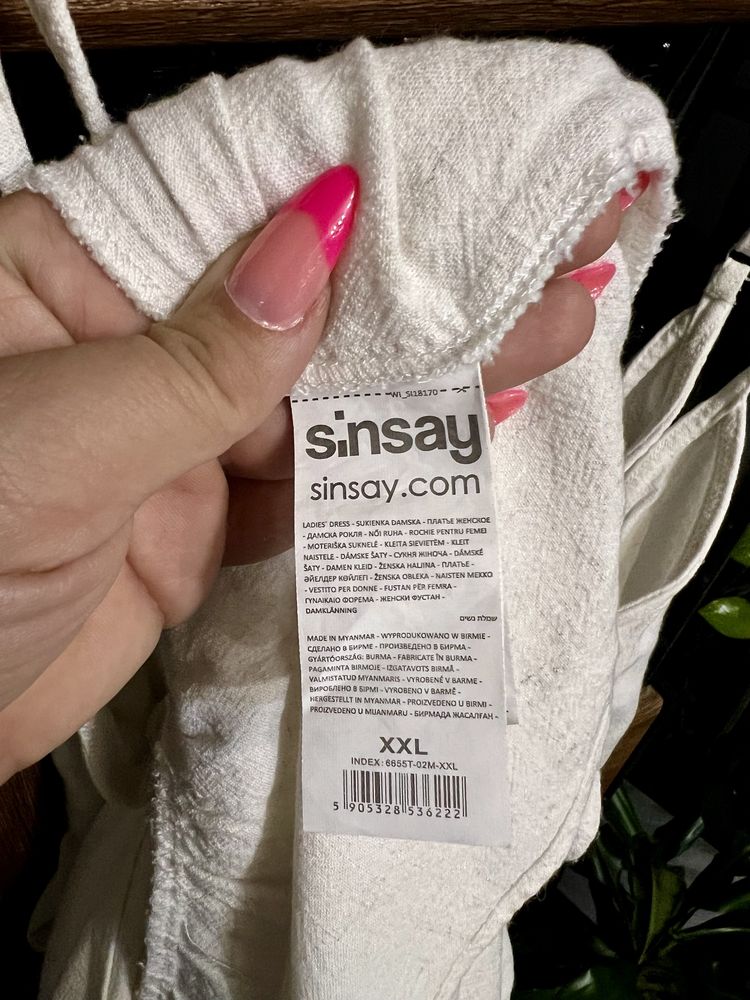 WI_SI18170
sinsay
sinsay.com
LADIES' DRESS - SUKIENKA DAMSKA - ПЛАТЬЕ ЖЕНСКОЕ
- ДАМСКА РОКЛЯ - NŐI RUHA - ROCHIE PENTRU FEMEI
- MOTERIŠKA SUKNELĖ - KLEITA SIEVIETĒM - KLEIT
NAISTELE - DÁMSKE ŠATY - СУКНЯ ЖІНОЧА - DÁMSKÉ
ŠATY - DAMEN KLEID - ŽENSKA HALJINA - ПЛАТЬЕ -
ӘЙЕЛДЕР КӨЙЛЕГІ - ŽENSKA OBLEKA - NAISTEN MEKKO
- VESTITO PER DONNE - FUSTAN PËR FEMRA -
ΓΥΝΑΙΚΕΙΟ ΦΟΡΕΜΑ - ЖЕНСКИ ФУСТАН -
DAMKLÄNNING
שמלת נשים
MADE IN MYANMAR - WYPRODUKOWANO W BIRMIE -
СДЕЛАНО В БИРМЕ - ПРОИЗВЕДЕНО В БИРМА -
GYÁRTÓORSZÁG: BURMA - FABRICATE ÎN BURMA -
PAGAMINTA BIRMOJE - IZGATAVOTS BIRMĀ -
VALMISTATUD MYANMARIS - VYROBENÉ V BARME -
ВИРОБЛЕНО В БІРМІ - VYROBENO V BARMĚ -
HERGESTELLT IN MYANMAR - PROIZVEDENO U BIRMI -
PROIZVEDENO U MIJANMARU - БИРМАДА ЖАСАЛҒАН -
XXL
INDEX: 6655T-02M-XXL
5 905328 536222